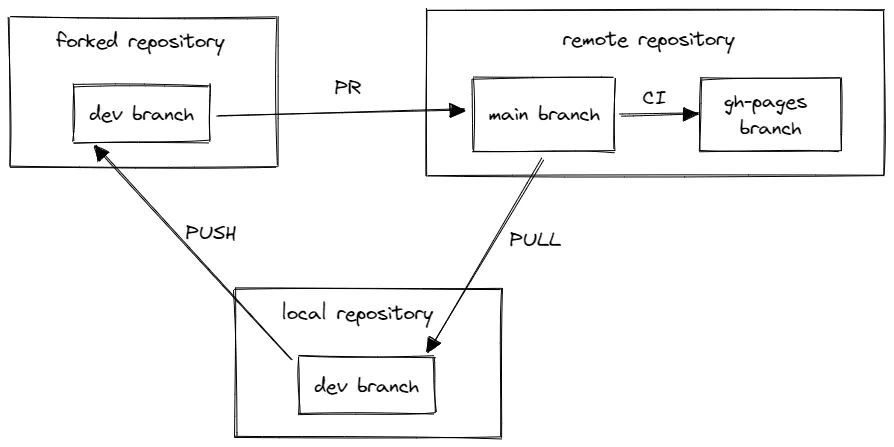 forked repository
remote repository
dev branch
PR
main branch
CI
gh-pages
branch
PUSH
PULL
local repository
dev branch